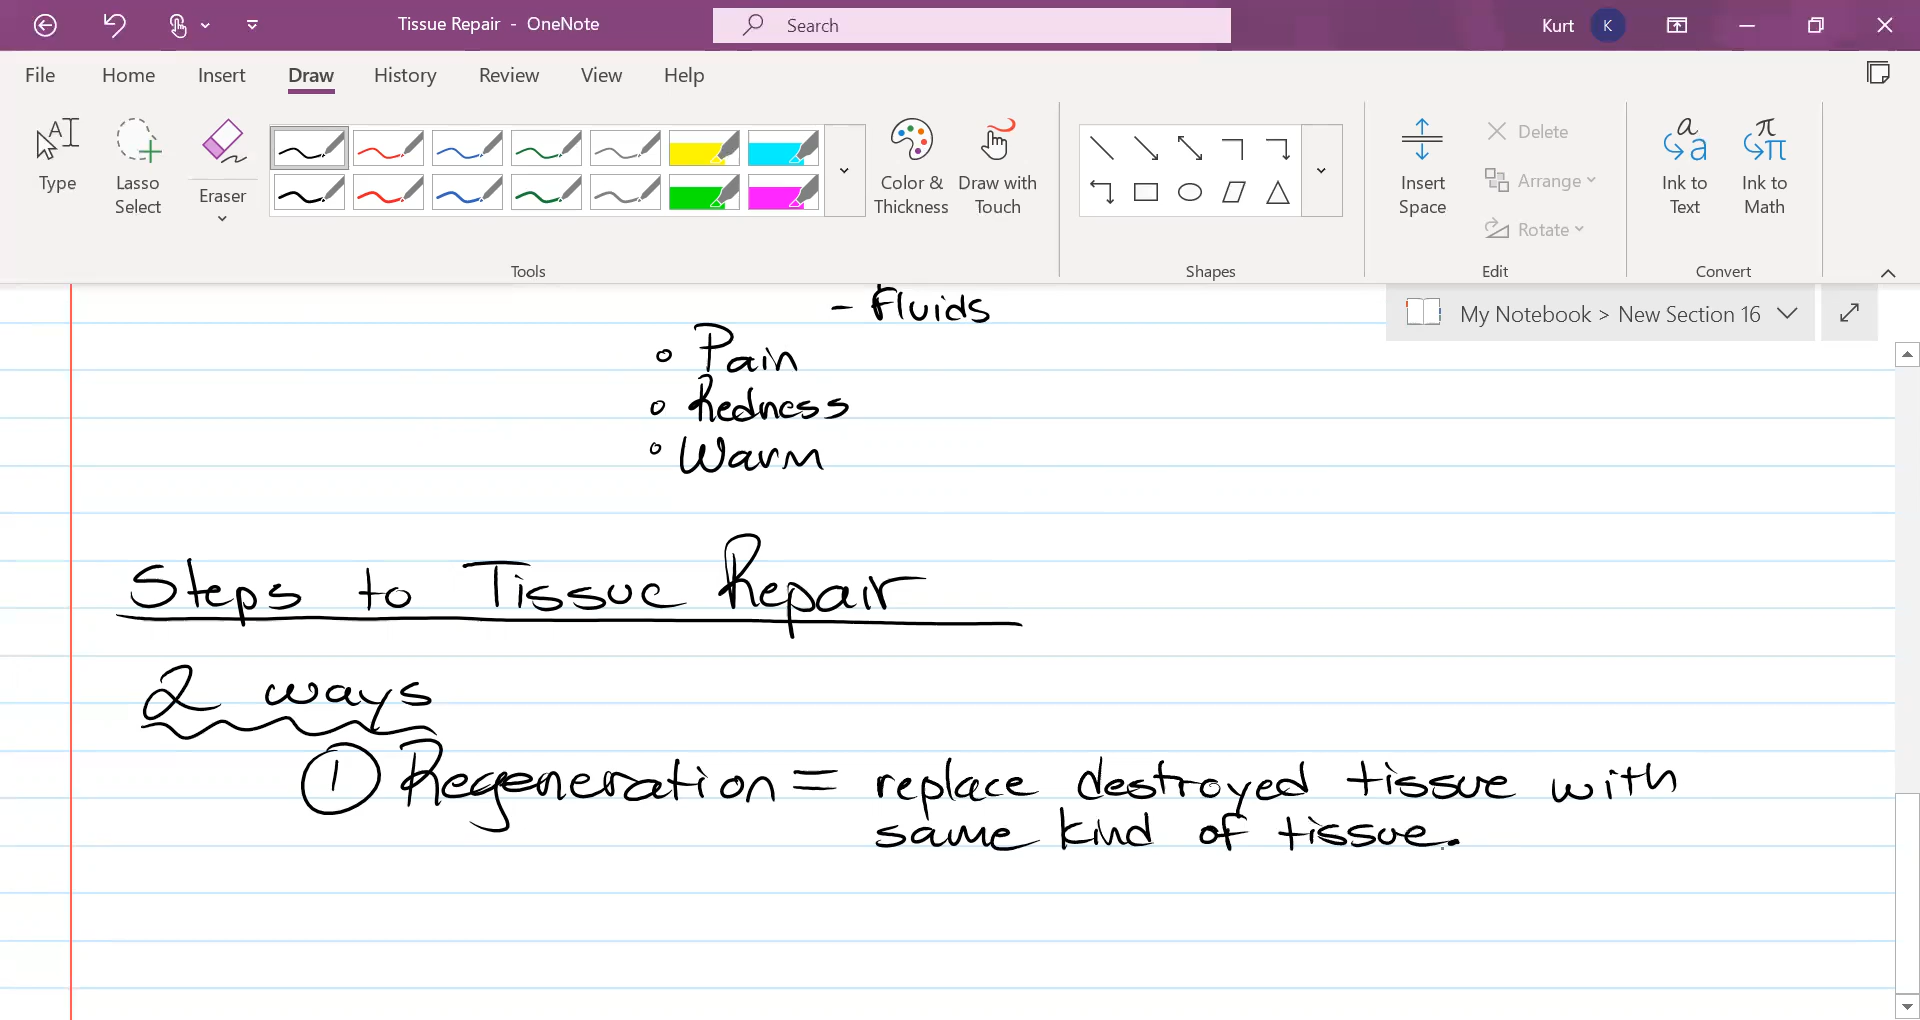 Tissue Repair - OneNote
Search
Kurt K
File Home Insert Draw History Review View Help
Type
Lasso Select
Eraser
Color & Thickness
Draw with Touch
Insert Space
Delete
Arrange
Rotate
Ink to Text
Ink to Math
Tools
Shapes
Edit
Convert
My Notebook > New Section 16
- Fluids
° Pain
° Redness
° Warm
Steps to Tissue Repair
2 ways
① Regeneration = replace destroyed tissue with
same kind of tissue.